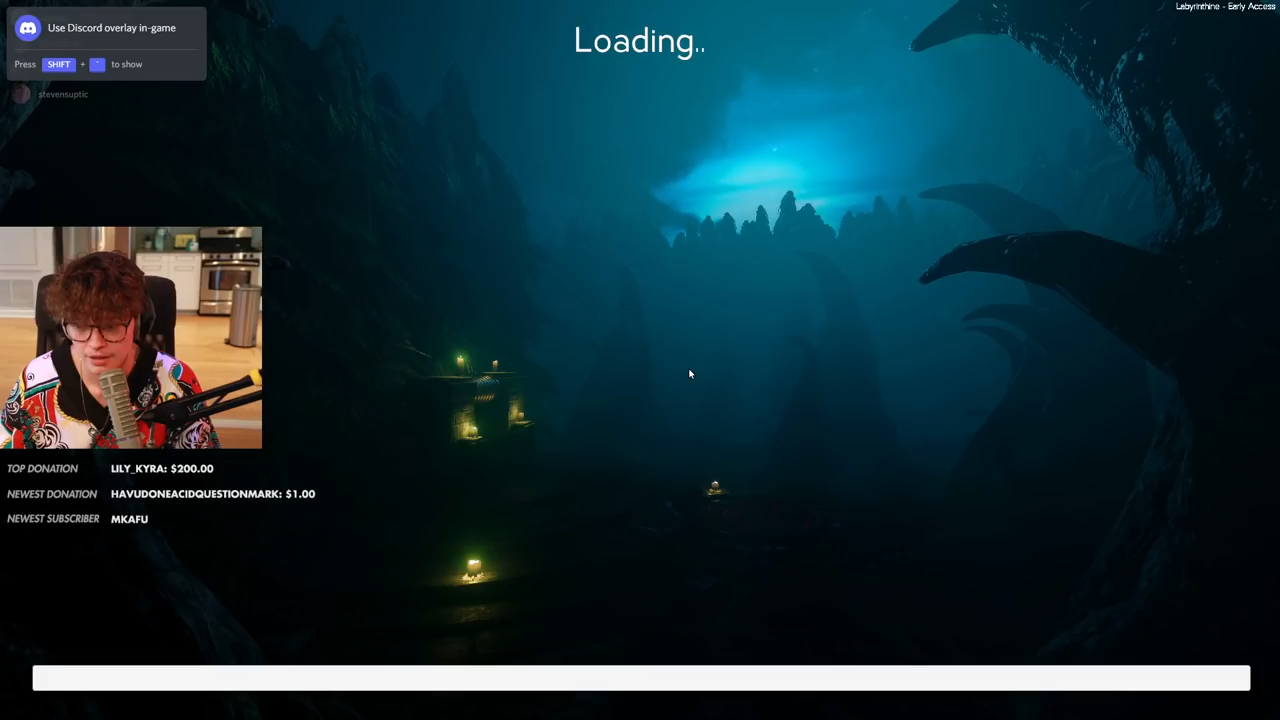 Labyrinthine - Early Access
Use Discord overlay in-game
Loading..
Press SHIFT + ` to show
stevensuptic
TOP DONATION LILY_KYRA: $200.00
NEWEST DONATION HAVUDONEACIDQUESTIONMARK: $1.00
NEWEST SUBSCRIBER MKAFU